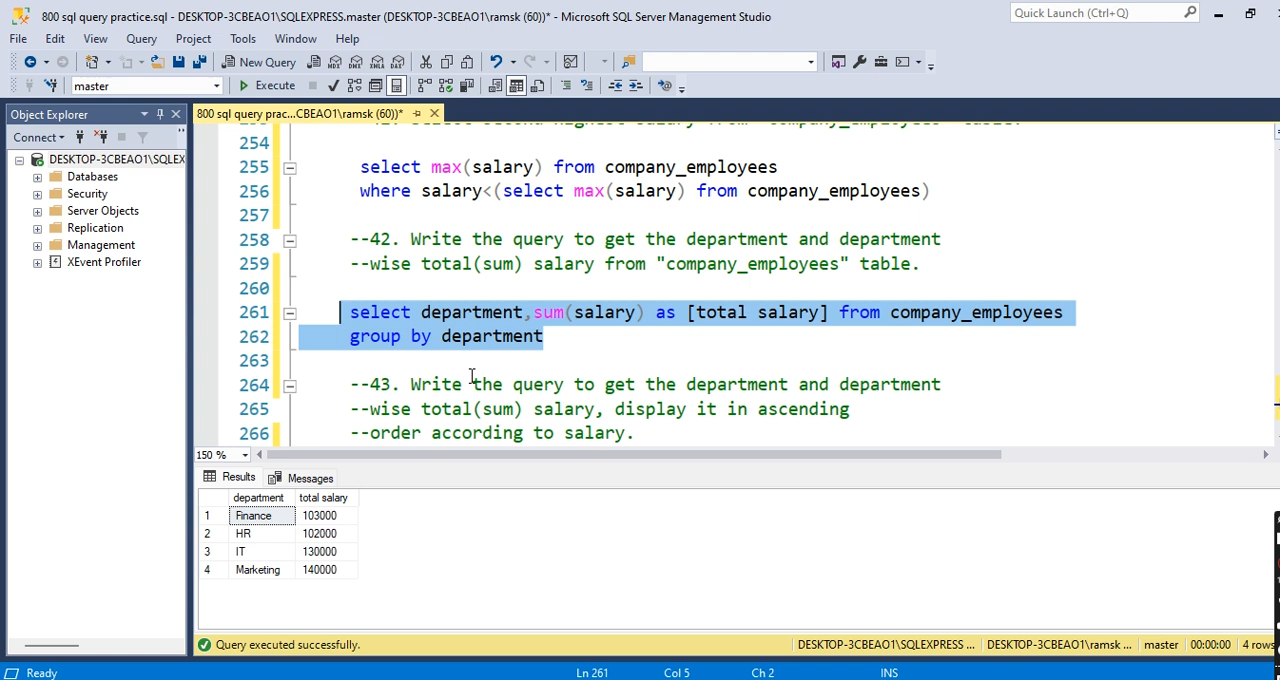 800 sql query practice.sql - DESKTOP-3CBEAO1\SQLEXPRESS.master (DESKTOP-3CBEAO1\ramsk (60))* - Microsoft SQL Server Management Studio
Quick Launch (Ctrl+Q)
File Edit View Query Project Tools Window Help
New Query
MDX DMX XMLA DAX
master
Execute
Object Explorer
800 sql query prac...CBEAO1\ramsk (60))*
Connect
DESKTOP-3CBEAO1\SQLEX
Databases
Security
Server Objects
Replication
Management
XEvent Profiler
254
255 select max(salary) from company_employees
256 where salary<(select max(salary) from company_employees)
257
258 --42. Write the query to get the department and department
259 --wise total(sum) salary from "company_employees" table.
260
261 select department,sum(salary) as [total salary] from company_employees
262 group by department
263
264 --43. Write the query to get the department and department
265 --wise total(sum) salary, display it in ascending
266 --order according to salary.
150 %
Results Messages
department total salary
1 Finance 103000
2 HR 102000
3 IT 130000
4 Marketing 140000
Query executed successfully.
DESKTOP-3CBEAO1\SQLEXPRESS ... DESKTOP-3CBEAO1\ramsk ... master 00:00:00 4 rows
Ready Ln 261 Col 5 Ch 2 INS